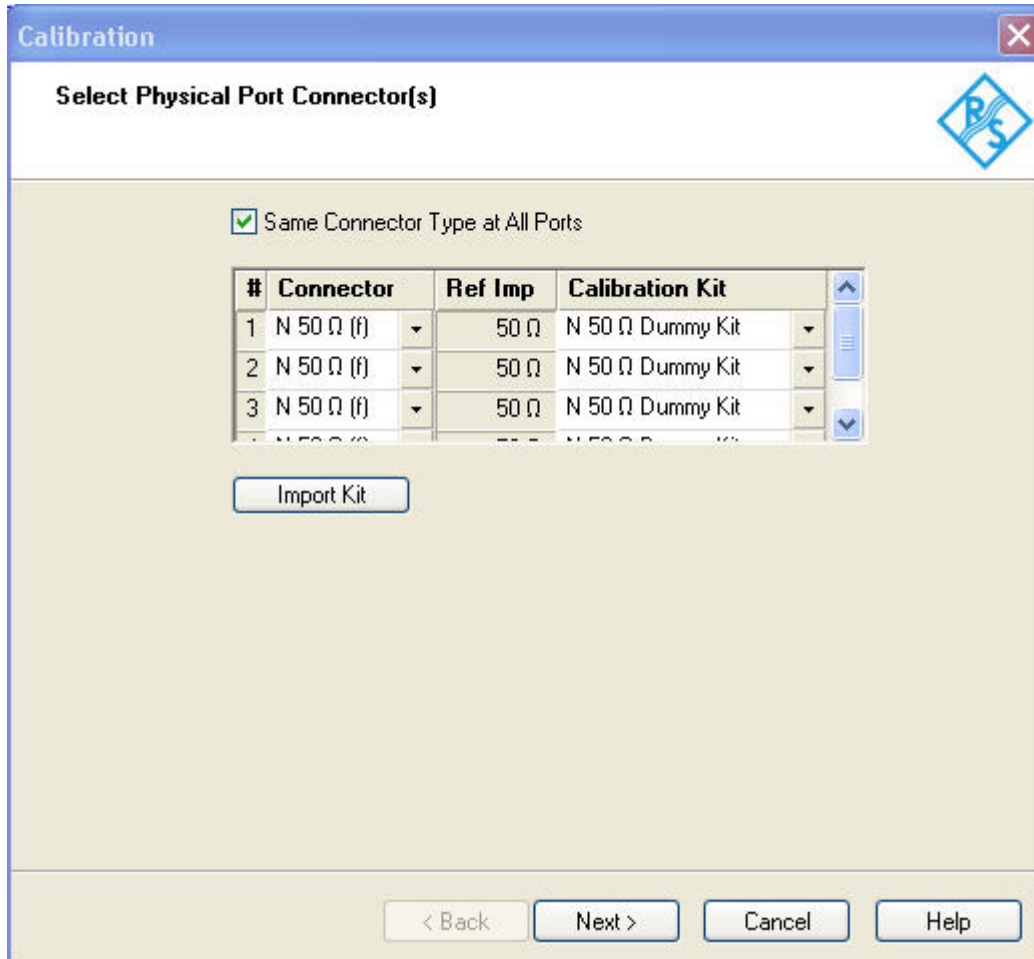 Calibration
Select Physical Port Connector(s)
R S
Same Connector Type at All Ports
# Connector Ref Imp Calibration Kit
1 N 50 Ω (f) 50 Ω N 50 Ω Dummy Kit
2 N 50 Ω (f) 50 Ω N 50 Ω Dummy Kit
3 N 50 Ω (f) 50 Ω N 50 Ω Dummy Kit
Import Kit
< Back Next > Cancel Help